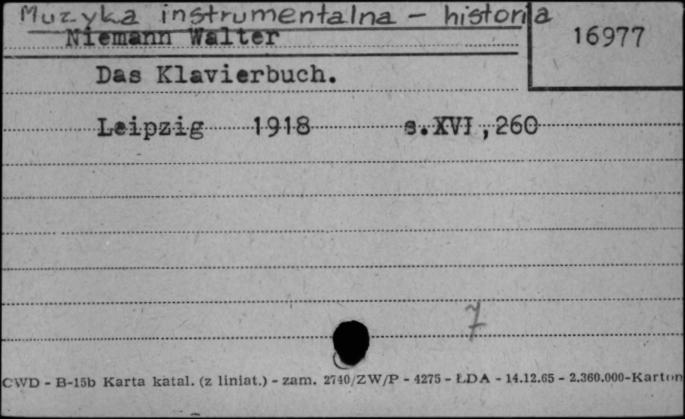 Muzyka instrumentalna - historia
Niemann Walter
16977
Das Klavierbuch.
Leipzig 1918 s.XVI,260
7
CWD - B-15b Karta katal. (z liniat.) - zam. 2740/ZW/P - 4275 - ŁDA - 14.12.65 - 2.360.000-Karton